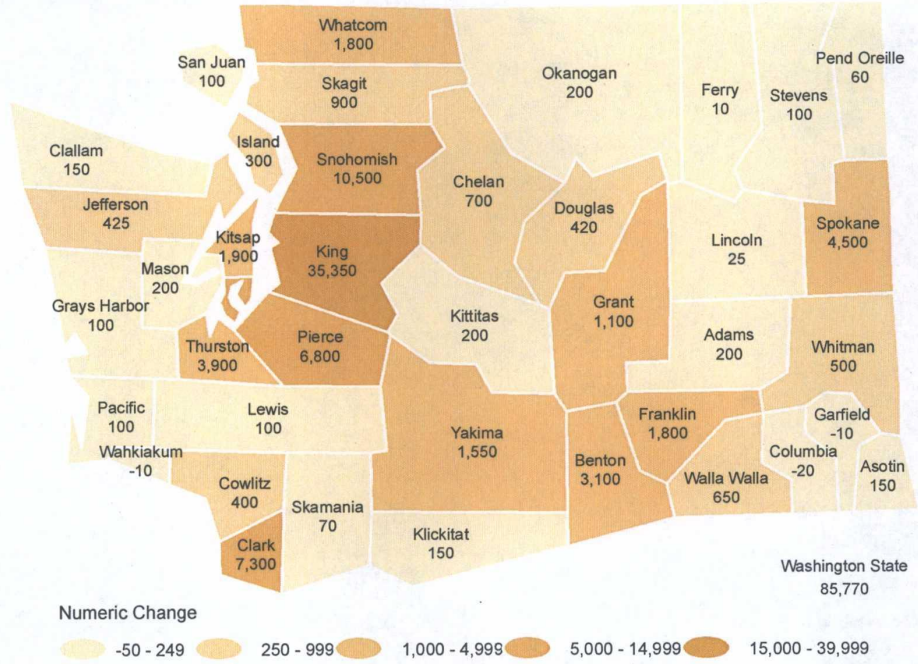 Whatcom
1,800
San Juan
100
Skagit
900
Okanogan
200
Ferry
10
Stevens
100
Pend Oreille
60
Island
300
Clallam
150
Snohomish
10,500
Chelan
700
Jefferson
425
Douglas
420
Kitsap
1,900
King
35,350
Lincoln
25
Spokane
4,500
Mason
200
Grays Harbor
100
Kittitas
200
Grant
1,100
Thurston
3,900
Pierce
6,800
Adams
200
Whitman
500
Pacific
100
Lewis
100
Yakima
1,550
Franklin
1,800
Garfield
-10
Wahkiakum
-10
Columbia
-20
Benton
3,100
Walla Walla
650
Asotin
150
Cowlitz
400
Skamania
70
Klickitat
150
Clark
7,300
Washington State
85,770
Numeric Change
-50 - 249 250 - 999 1,000 - 4,999 5,000 - 14,999 15,000 - 39,999